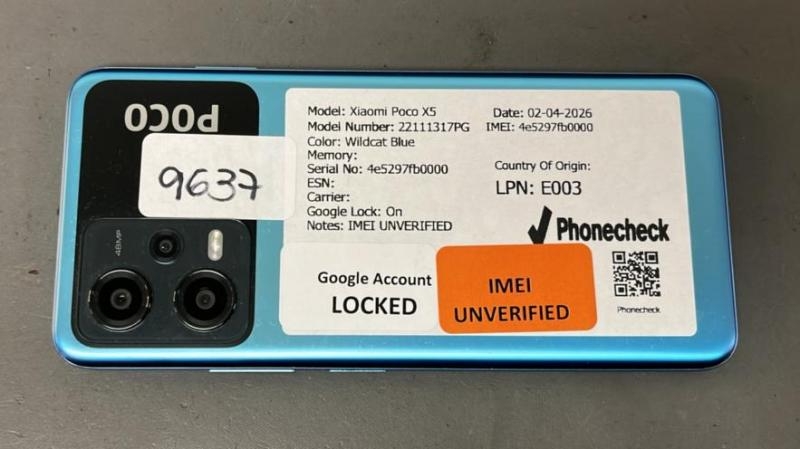 POCO
9637
48MP
Model: Xiaomi Poco X5
Model Number: 22111317PG
Color: Wildcat Blue
Memory:
Serial No: 4e5297fb0000
ESN:
Carrier:
Google Lock: On
Notes: IMEI UNVERIFIED
Date: 02-04-2026
IMEI: 4e5297fb0000
Country Of Origin:
LPN: E003
Phonecheck
Phonecheck
Google Account
LOCKED
IMEI
UNVERIFIED